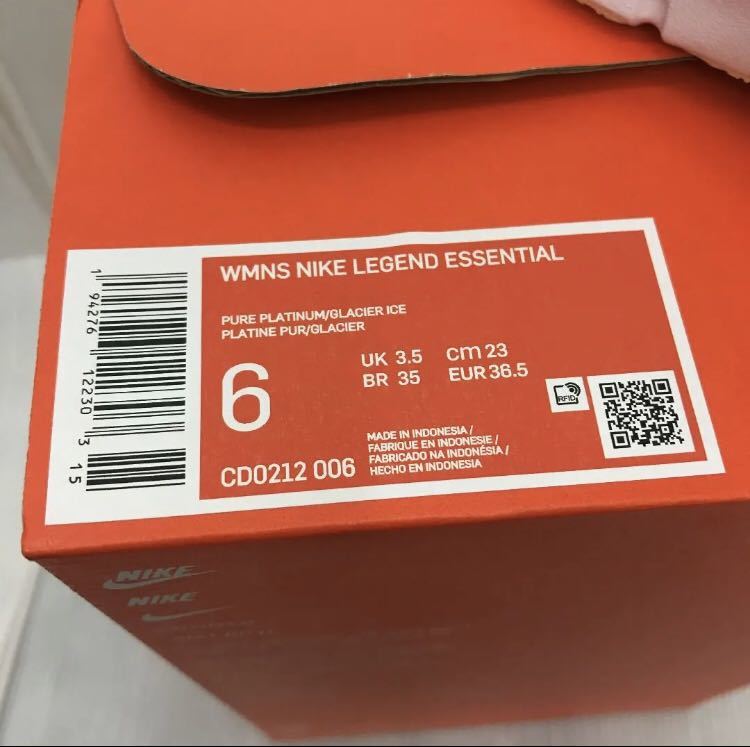 WMNS NIKE LEGEND ESSENTIAL
PURE PLATINUM/GLACIER ICE
PLATINE PUR/GLACIER
6
UK 3.5 cm 23
BR 35 EUR 36.5
RFID
CD0212 006
MADE IN INDONESIA /
FABRIQUE EN INDONESIE /
FABRICADO NA INDONÉSIA /
HECHO EN INDONESIA
1 94276 12230 3 15
NIKE
NIKE